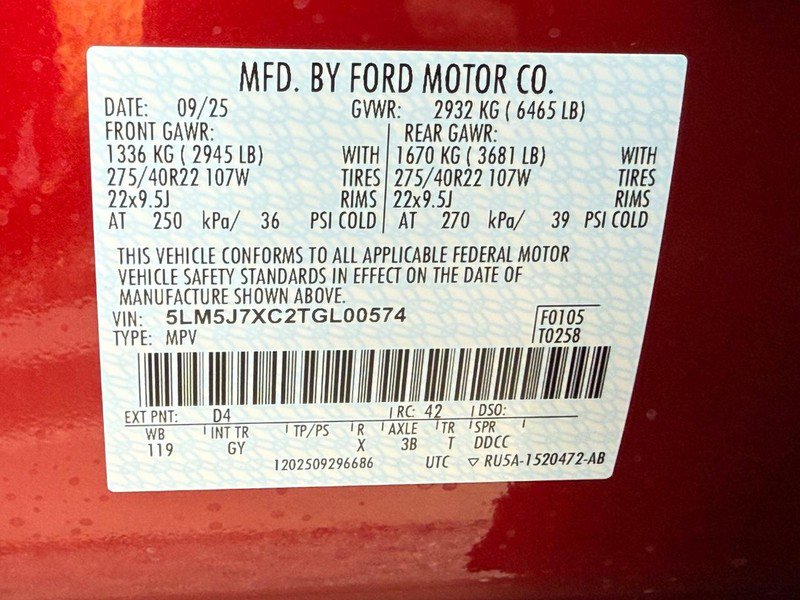 MFD. BY FORD MOTOR CO.
DATE: 09/25 GVWR: 2932 KG ( 6465 LB)
FRONT GAWR: REAR GAWR:
1336 KG ( 2945 LB) WITH 1670 KG ( 3681 LB) WITH
275/40R22 107W TIRES 275/40R22 107W TIRES
22x9.5J RIMS 22x9.5J RIMS
AT 250 kPa/ 36 PSI COLD AT 270 kPa/ 39 PSI COLD
THIS VEHICLE CONFORMS TO ALL APPLICABLE FEDERAL MOTOR
VEHICLE SAFETY STANDARDS IN EFFECT ON THE DATE OF
MANUFACTURE SHOWN ABOVE.
VIN: 5LM5J7XC2TGL00574 F0105
TYPE: MPV T0258
EXT PNT: D4 RC: 42 DSO:
WB INT TR TP/PS R AXLE TR SPR
119 GY X 3B T DDCC
1202509296686 UTC ▽ RU5A-1520472-AB